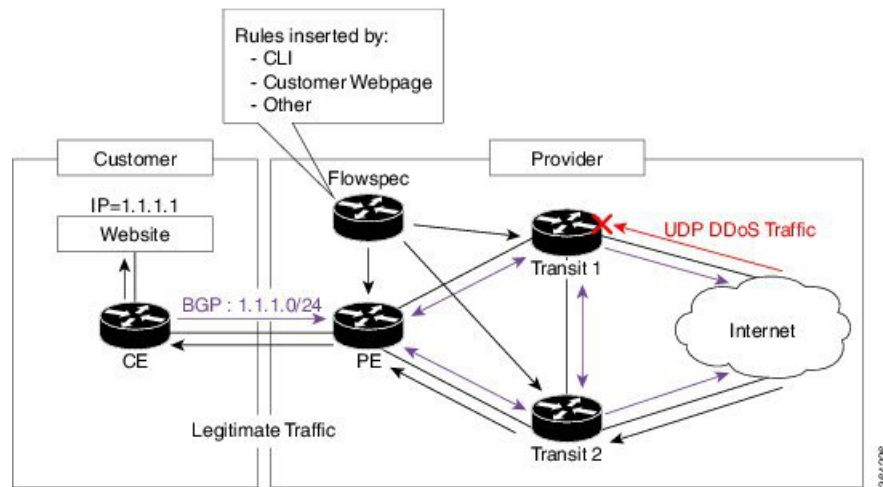 Rules inserted by:
- CLI
- Customer Webpage
- Other
Customer
Provider
Flowspec
IP=1.1.1.1
Website
UDP DDoS Traffic
Transit 1
BGP : 1.1.1.0/24
Internet
CE
PE
Legitimate Traffic
Transit 2